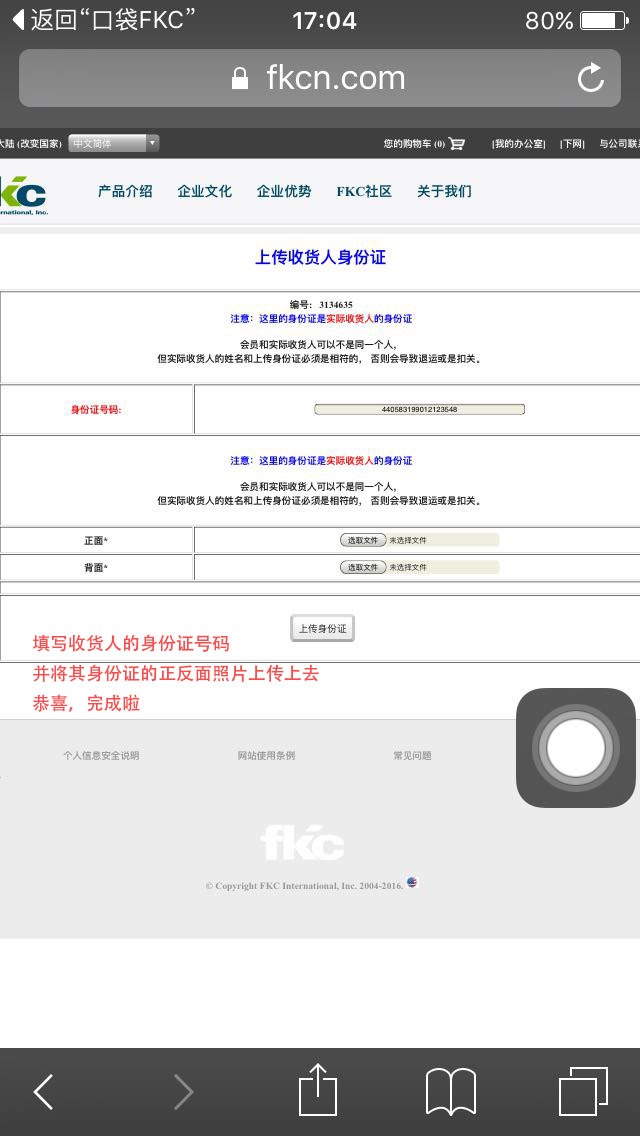 返回“口袋FKC”
17:04
80%
fkcn.com
大陆 (改变国家)
中文简体
您的购物车 (0)
[我的办公室]
[下网]
与公司联
KC
rnational, Inc.
产品介绍
企业文化
企业优势
FKC社区
关于我们
上传收货人身份证
编号: 3134635
注意: 这里的身份证是实际收货人的身份证
会员和实际收货人可以不是同一个人，
但实际收货人的姓名和上传身份证必须是相符的，否则会导致退运或是扣关。
身份证号码:
440583199012123548
注意: 这里的身份证是实际收货人的身份证
会员和实际收货人可以不是同一个人，
但实际收货人的姓名和上传身份证必须是相符的，否则会导致退运或是扣关。
正面*
选取文件 未选择文件
背面*
选取文件 未选择文件
上传身份证
填写收货人的身份证号码
并将其身份证的正反面照片上传上去
恭喜，完成啦
个人信息安全说明
网站使用条例
常见问题
fkc
© Copyright FKC International, Inc. 2004-2016.